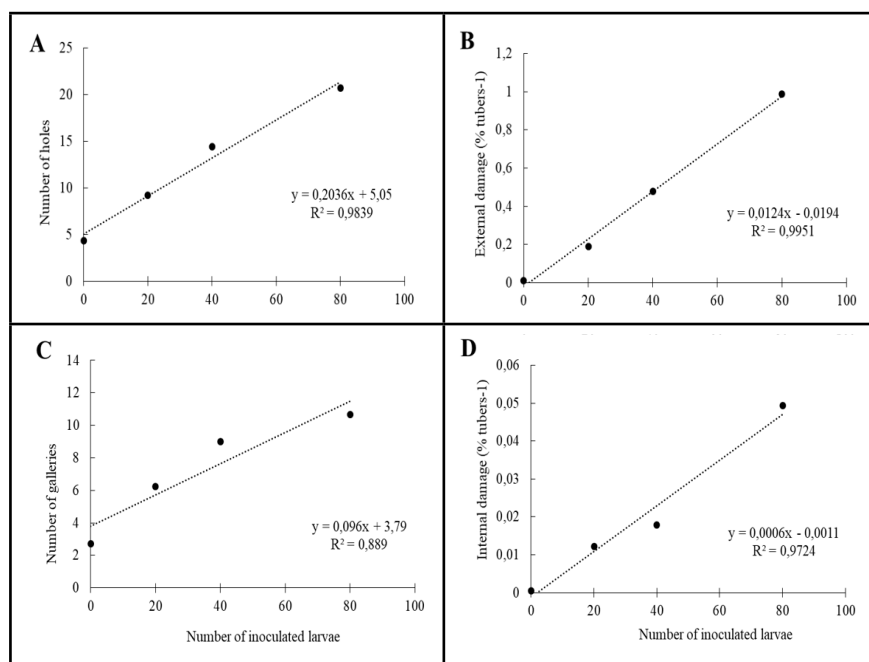 A
Number of holes
25
20
15
10
5
0
0 20 40 60 80 100
y = 0,2036x + 5,05
R² = 0,9839
B
External damage (% tubers-1)
1,2
1
0,8
0,6
0,4
0,2
0
0 20 40 60 80 100
y = 0,0124x - 0,0194
R² = 0,9951
C
Number of galleries
14
12
10
8
6
4
2
0
0 20 40 60 80 100
y = 0,096x + 3,79
R² = 0,889
Number of inoculated larvae
D
Internal damage (% tubers-1)
0,06
0,05
0,04
0,03
0,02
0,01
0
0 20 40 60 80 100
y = 0,0006x - 0,0011
R² = 0,9724
Number of inoculated larvae